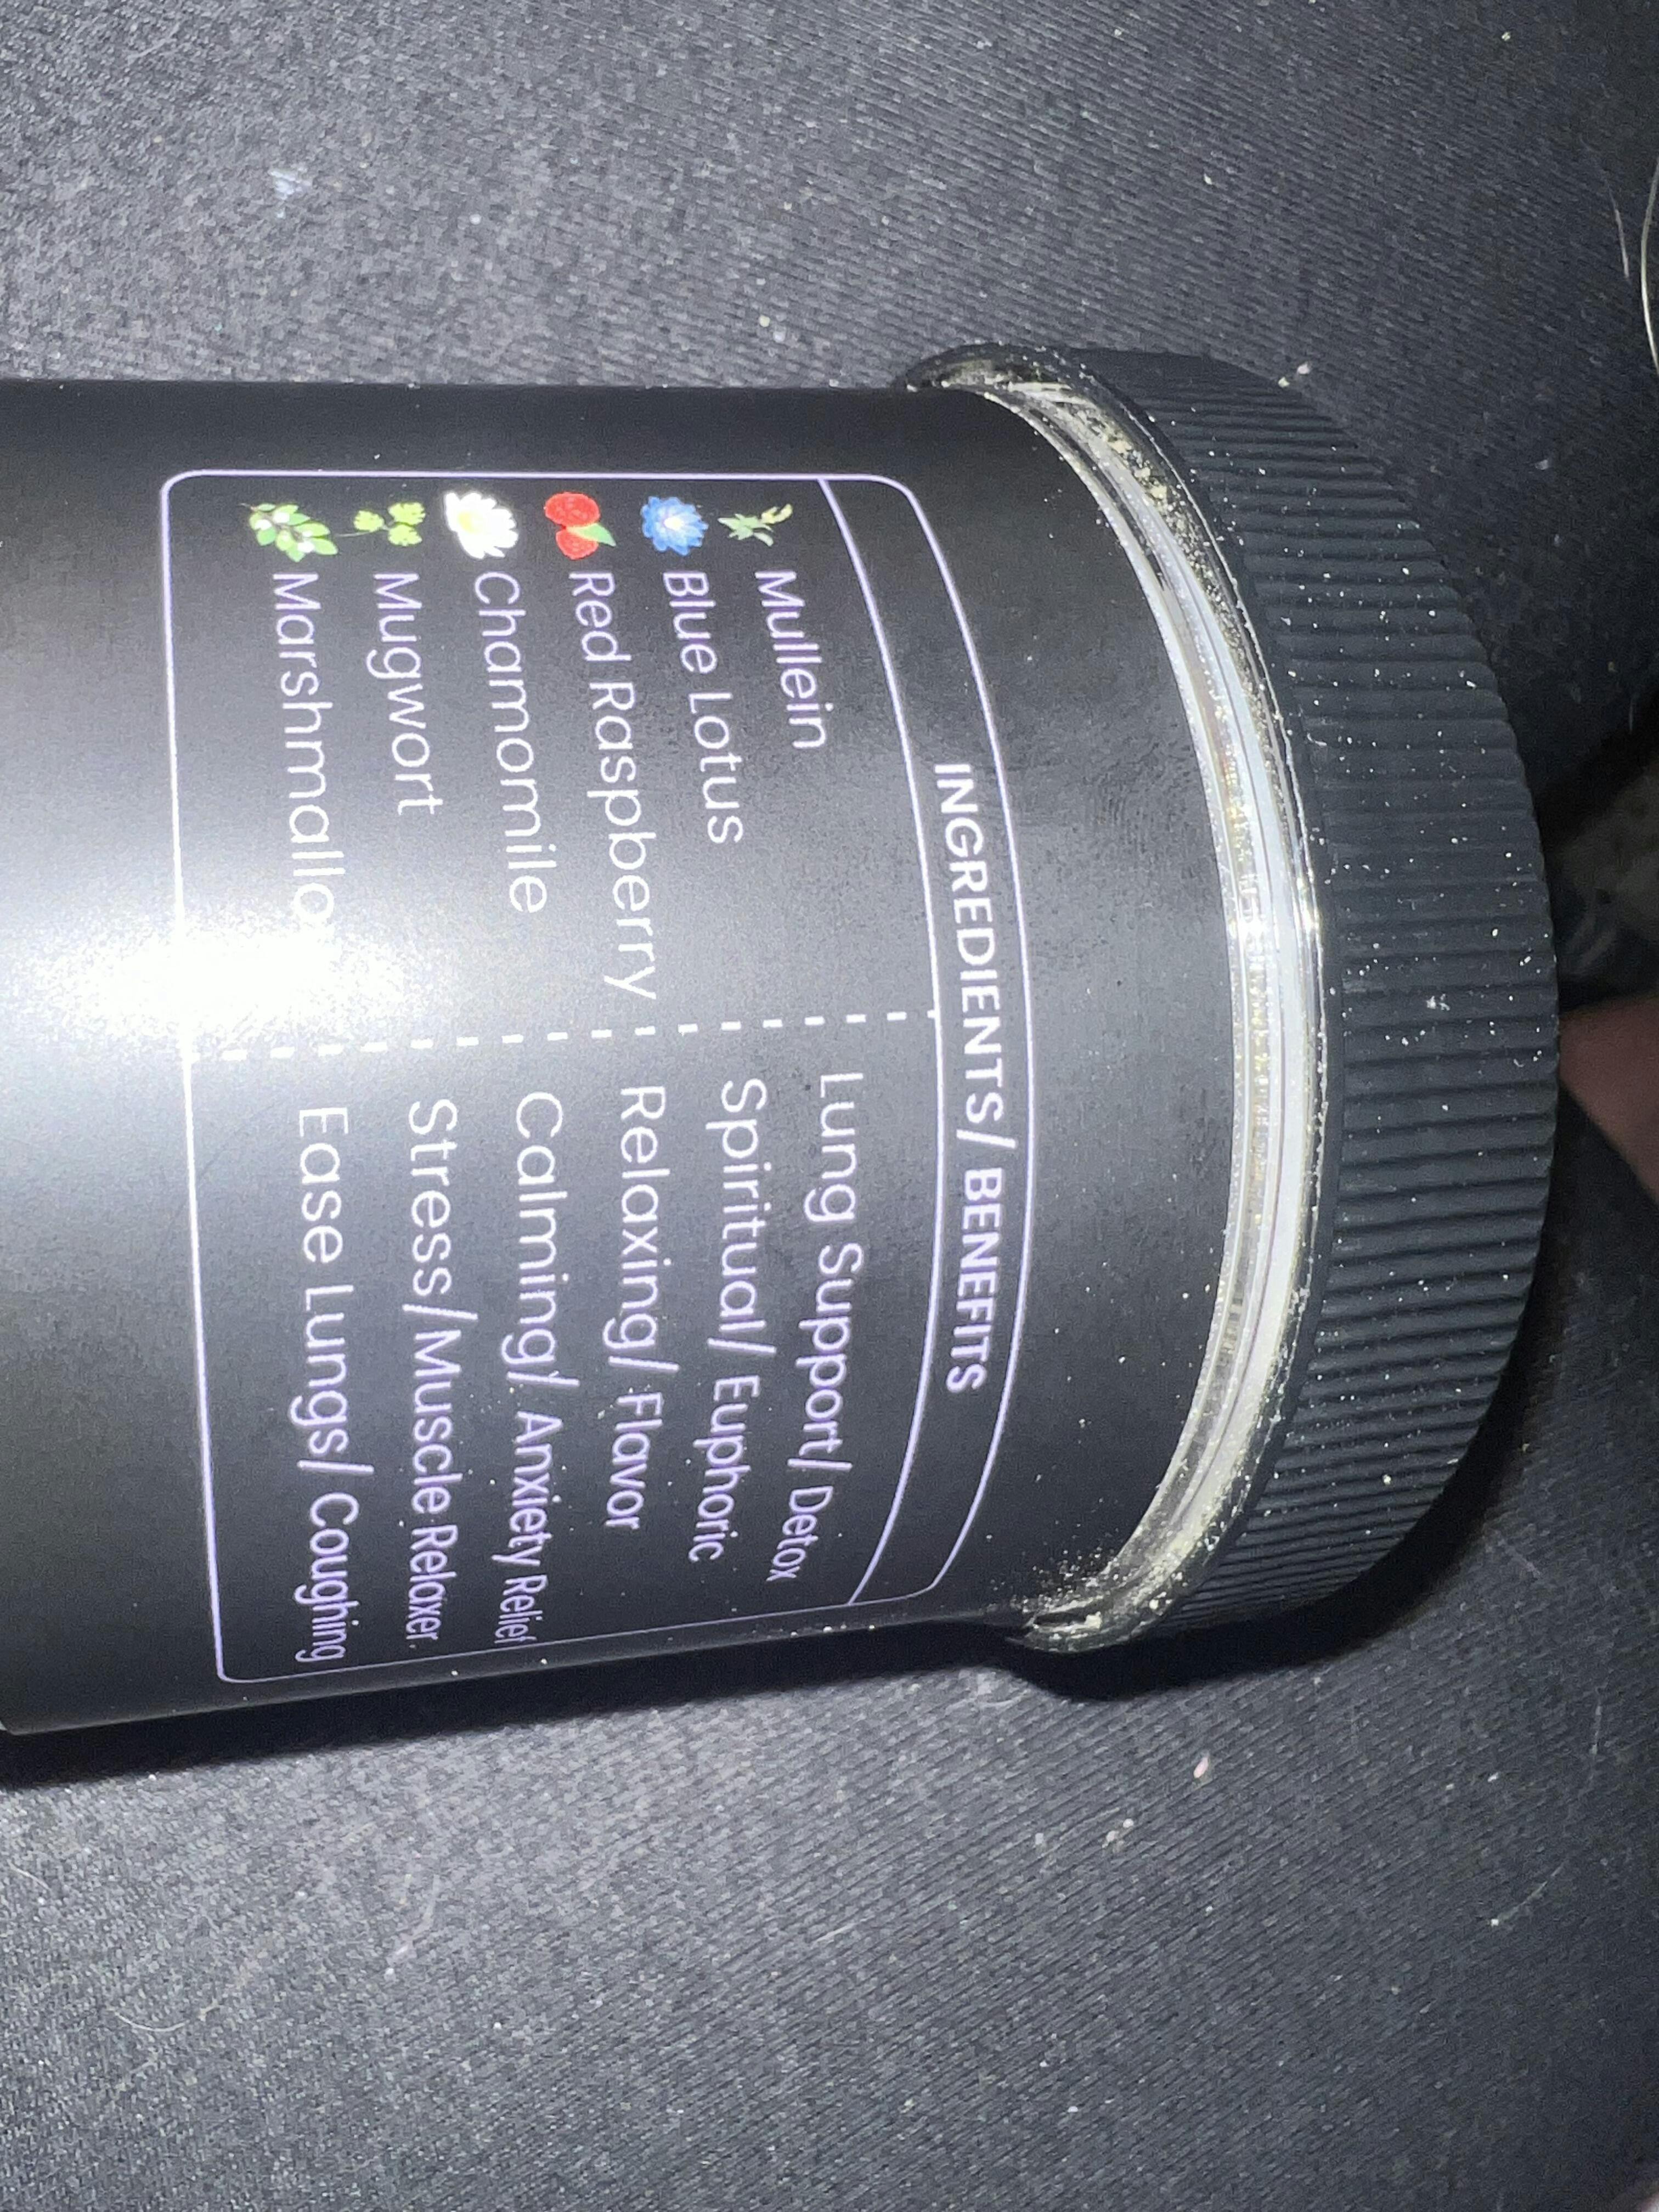 INGREDIENTS/ BENEFITS
Mullein Lung Support/ Detox
Blue Lotus Spiritual/ Euphoric
Red Raspberry Relaxing/ Flavor
Chamomile Calming/ Anxiety Relief
Mugwort Stress/Muscle Relaxer
Marshmallo Ease Lungs/ Coughing